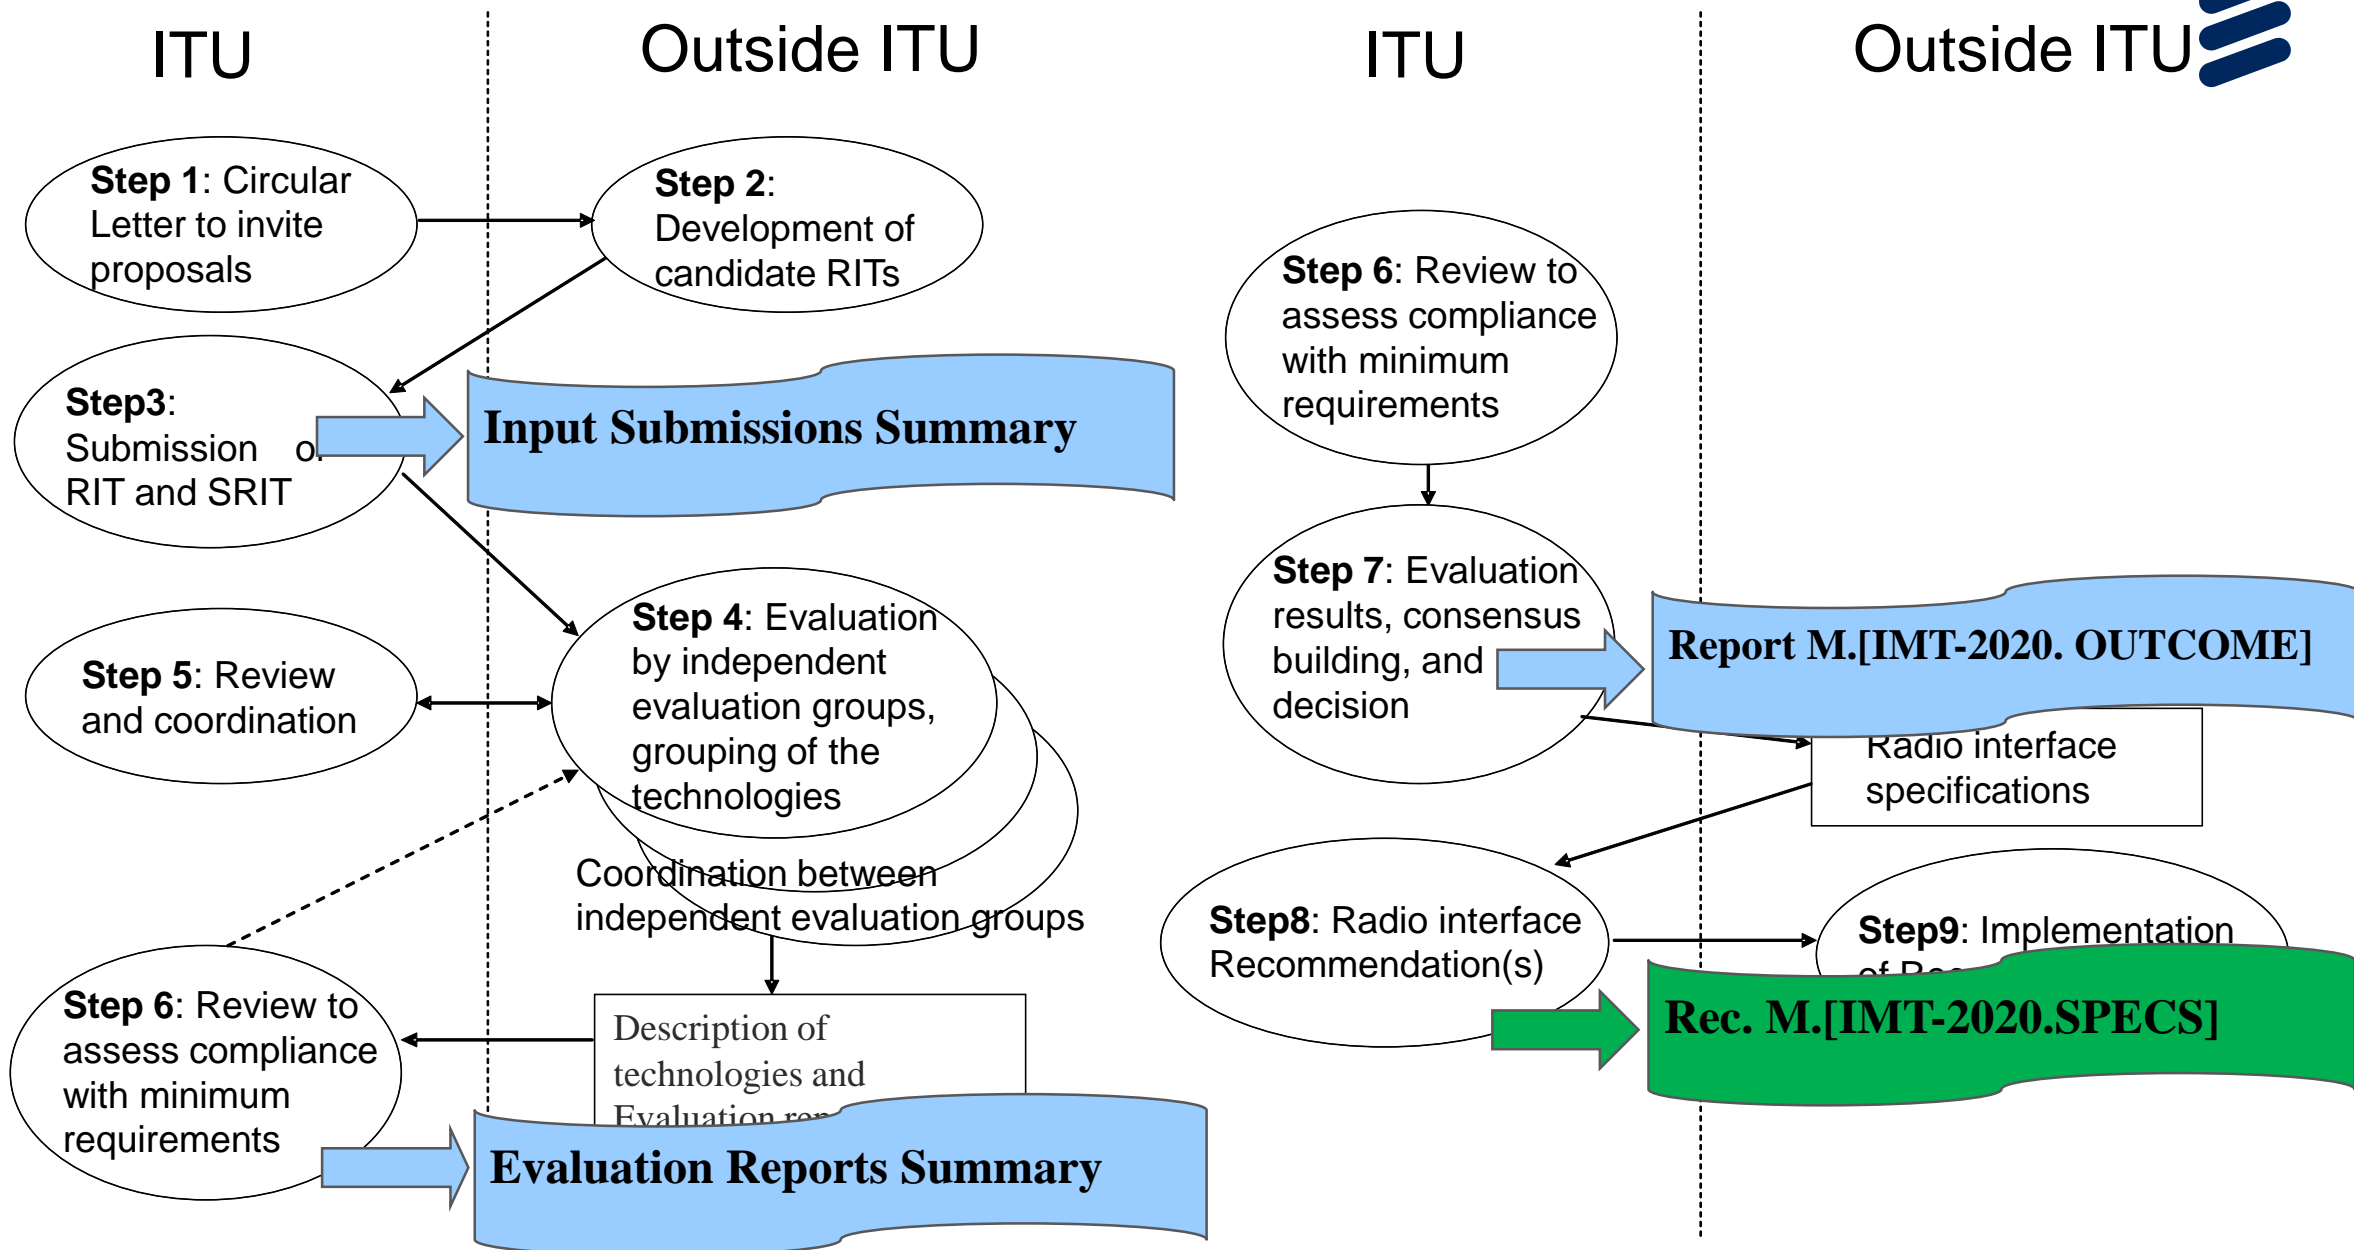 ITU
Outside ITU
Step 1: Circular
Letter to invite
proposals
Step 2:
Development of
candidate RITs
Step3:
Submission
RIT and SRIT
Input Submissions Summary
Step 4: Evaluation
by independent
evaluation groups,
grouping of the
technologies
Step 5: Review
and coordination
Coordination between
independent evaluation groups
Step 6: Review to
assess compliance
with minimum
requirements
Description of
technologies and
Evaluation
Evaluation Reports Summary
ITU
Outside ITU
Step 6: Review to
assess compliance
with minimum
requirements
Step 7: Evaluation
results, consensus
building, and
decision
Report M.[IMT-2020. OUTCOME]
Radio interface
specifications
Step8: Radio interface
Recommendation(s)
Step9: Implementation
of
Rec. M.[IMT-2020.SPECS]